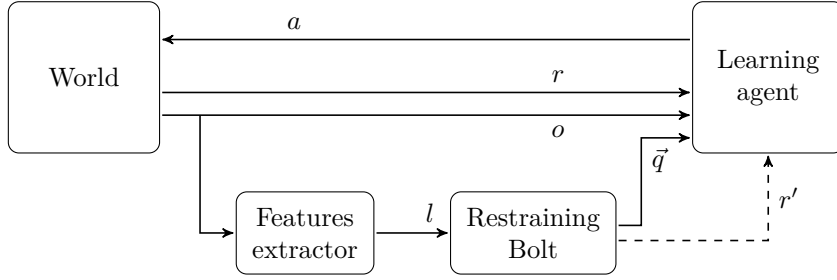 a
World
Learning
agent
r
o
q⃗
Features
extractor
l
Restraining
Bolt
r′